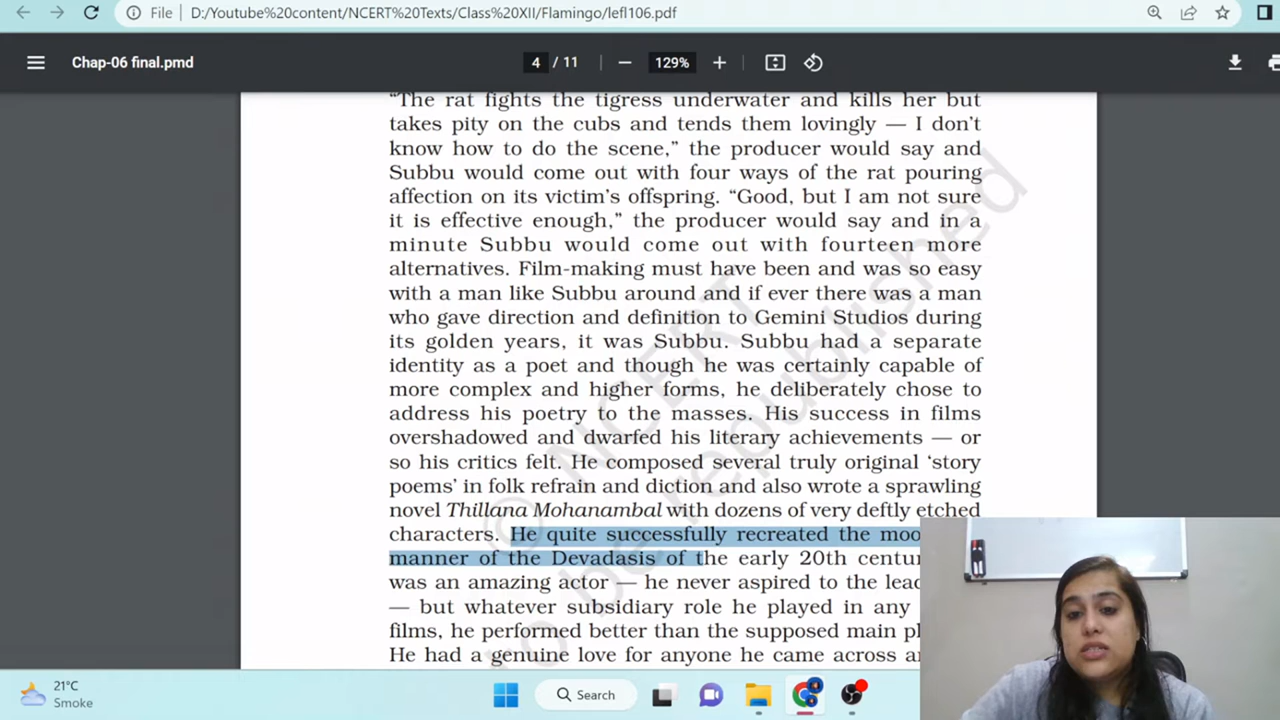 File D:/Youtube%20content/NCERT%20Texts/Class%20XII/Flamingo/lefl106.pdf
Chap-06 final.pmd 4 / 11 129%
“The rat fights the tigress underwater and kills her but
takes pity on the cubs and tends them lovingly — I don’t
know how to do the scene,” the producer would say and
Subbu would come out with four ways of the rat pouring
affection on its victim’s offspring. “Good, but I am not sure
it is effective enough,” the producer would say and in a
minute Subbu would come out with fourteen more
alternatives. Film-making must have been and was so easy
with a man like Subbu around and if ever there was a man
who gave direction and definition to Gemini Studios during
its golden years, it was Subbu. Subbu had a separate
identity as a poet and though he was certainly capable of
more complex and higher forms, he deliberately chose to
address his poetry to the masses. His success in films
overshadowed and dwarfed his literary achievements — or
so his critics felt. He composed several truly original ‘story
poems’ in folk refrain and diction and also wrote a sprawling
novel Thillana Mohanambal with dozens of very deftly etched
characters. He quite successfully recreated the
manner of the Devadasis of the early 20th
was an amazing actor — he never aspired to the
— but whatever subsidiary role he played in any
films, he performed better than the supposed main
He had a genuine love for anyone he came across
© NCERT
to be republished
21°C
Smoke
Search